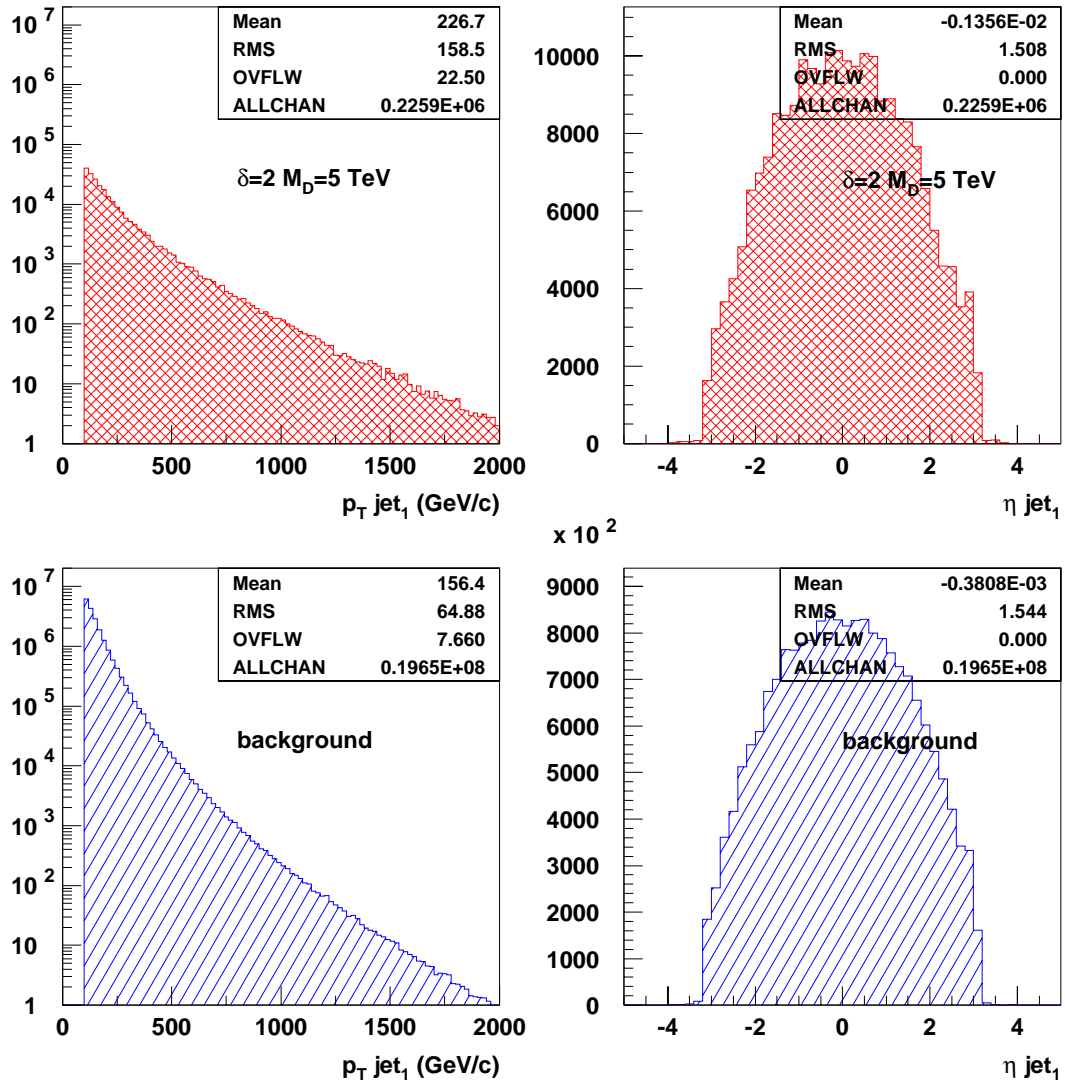 Mean 226.7
RMS 158.5
OVFLW 22.50
ALLCHAN 0.2259E+06
δ=2 M_D=5 TeV
10^7
10^6
10^5
10^4
10^3
10^2
10
1
0 500 1000 1500 2000
p_T jet_1 (GeV/c)
Mean -0.1356E-02
RMS 1.508
OVFLW 0.000
ALLCHAN 0.2259E+06
δ=2 M_D=5 TeV
10000
8000
6000
4000
2000
0
-4 -2 0 2 4
η jet_1
Mean 156.4
RMS 64.88
OVFLW 7.660
ALLCHAN 0.1965E+08
background
10^7
10^6
10^5
10^4
10^3
10^2
10
1
0 500 1000 1500 2000
p_T jet_1 (GeV/c)
x 10^2
Mean -0.3808E-03
RMS 1.544
OVFLW 0.000
ALLCHAN 0.1965E+08
background
9000
8000
7000
6000
5000
4000
3000
2000
1000
0
-4 -2 0 2 4
η jet_1